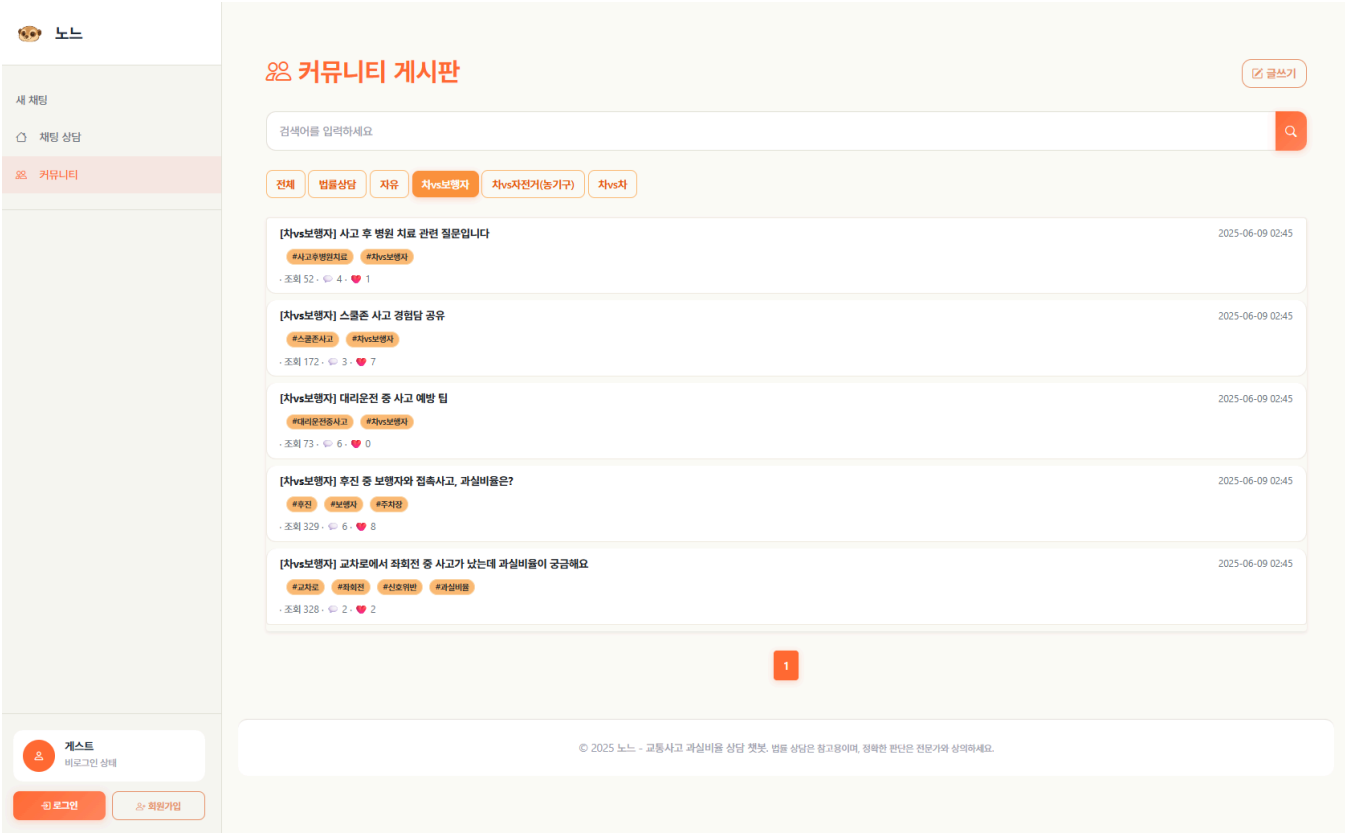 노느
새 채팅
채팅 상담
커뮤니티
커뮤니티 게시판
글쓰기
검색어를 입력하세요
전체 법률상담 자유 차vs보행자 차vs자전거(농기구) 차vs차
[차vs보행자] 사고 후 병원 치료 관련 질문입니다 2025-06-09 02:45
#사고후병원치료 #차vs보행자
· 조회 52 · 4 · 1
[차vs보행자] 스쿨존 사고 경험담 공유 2025-06-09 02:45
#스쿨존사고 #차vs보행자
· 조회 172 · 3 · 7
[차vs보행자] 대리운전 중 사고 예방 팁 2025-06-09 02:45
#대리운전중사고 #차vs보행자
· 조회 73 · 6 · 0
[차vs보행자] 후진 중 보행자와 접촉사고, 과실비율은? 2025-06-09 02:45
#후진 #보행자 #주차장
· 조회 329 · 6 · 8
[차vs보행자] 교차로에서 좌회전 중 사고가 났는데 과실비율이 궁금해요 2025-06-09 02:45
#교차로 #좌회전 #신호위반 #과실비율
· 조회 328 · 2 · 2
1
게스트
비로그인 상태
로그인 회원가입
© 2025 노느 - 교통사고 과실비율 상담 챗봇. 법률 상담은 참고용이며, 정확한 판단은 전문가와 상의하세요.